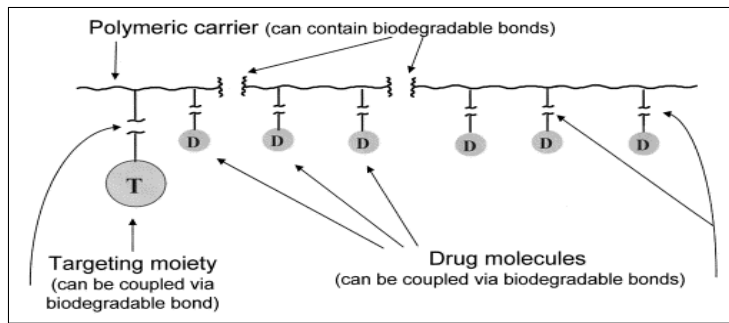 Polymeric carrier (can contain biodegradable bonds)
D
D
D
D
D
D
T
Targeting moiety
(can be coupled via
biodegradable bond)
Drug molecules
(can be coupled via biodegradable bonds)